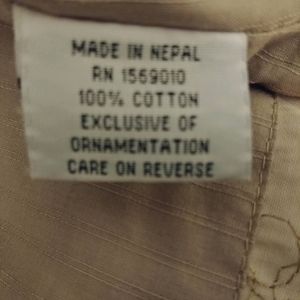 MADE IN NEPAL
RN 1569010
100% COTTON
EXCLUSIVE OF
ORNAMENTATION
CARE ON REVERSE